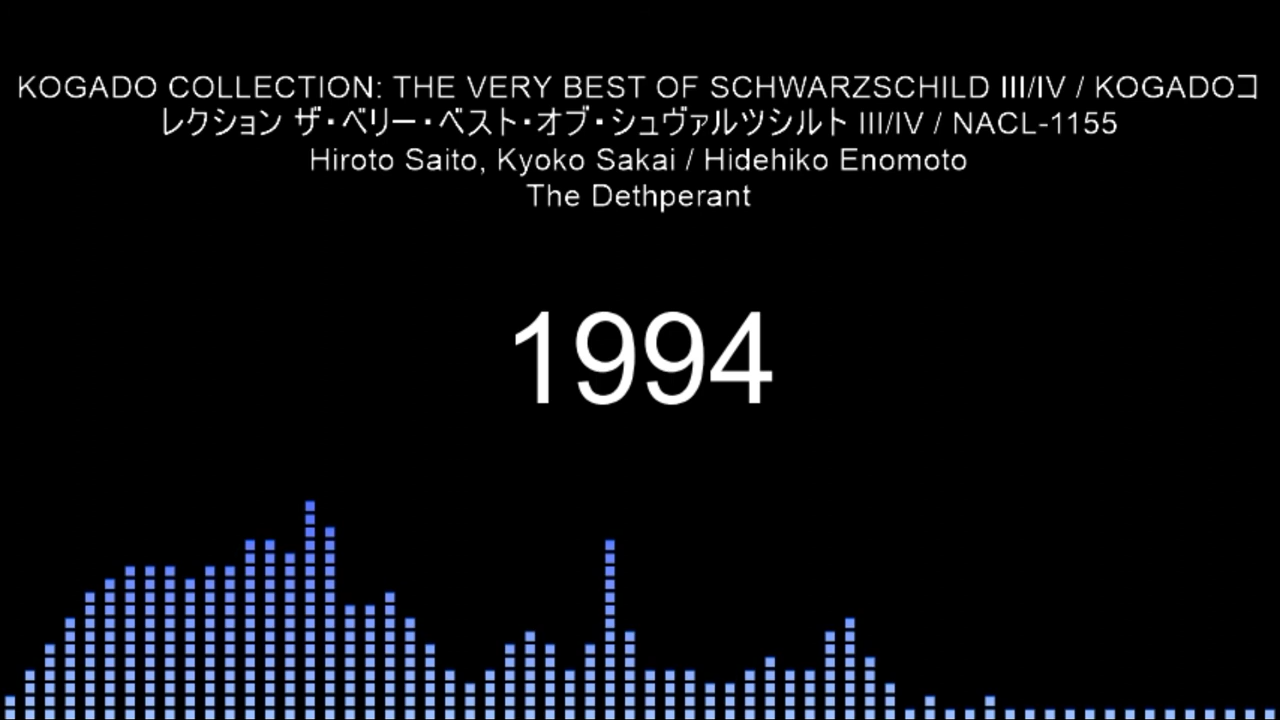 KOGADO COLLECTION: THE VERY BEST OF SCHWARZSCHILD III/IV / KOGADOコ
レクション ザ・ベリー・ベスト・オブ・シュヴァルツシルト III/IV / NACL-1155
Hiroto Saito, Kyoko Sakai / Hidehiko Enomoto
The Dethperant
1994